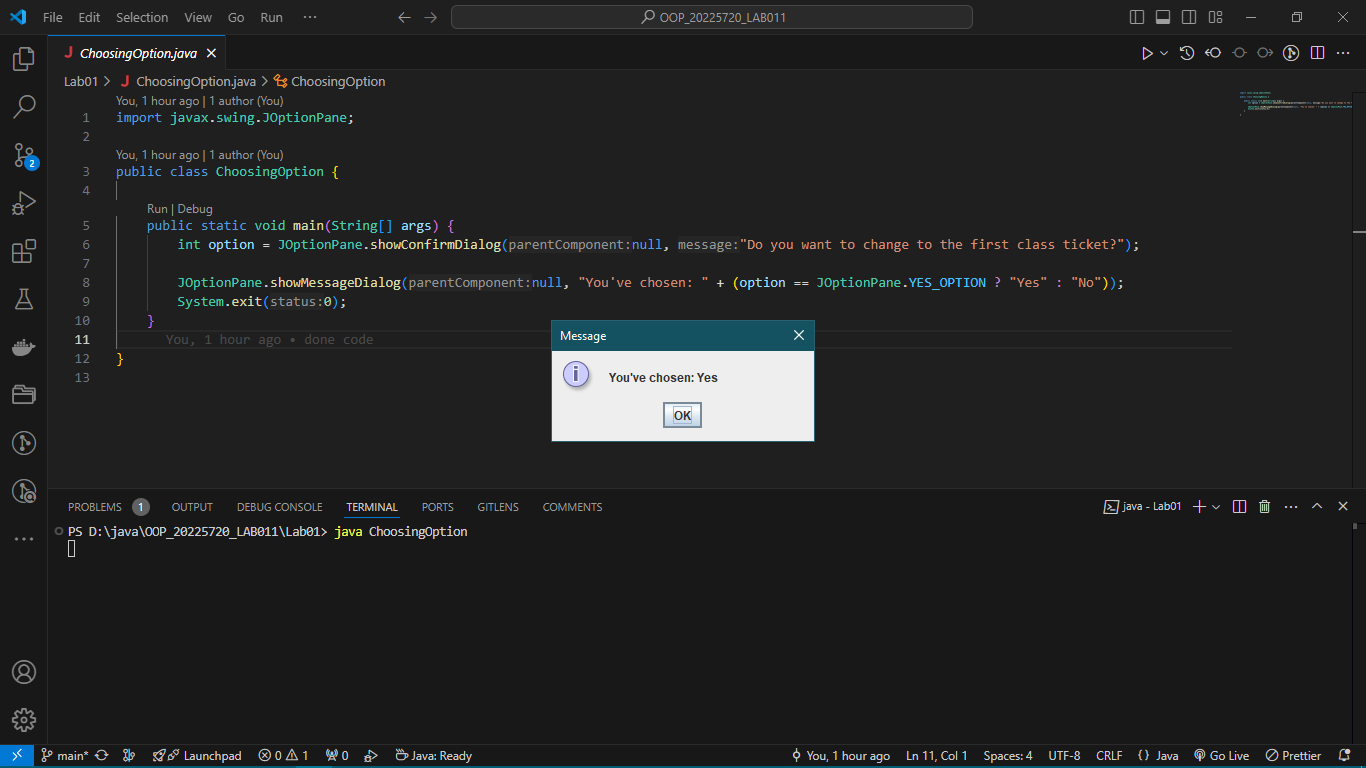 File Edit Selection View Go Run ··· OOP_20225720_LAB011
J ChoosingOption.java
Lab01 > J ChoosingOption.java > ChoosingOption
You, 1 hour ago | 1 author (You)
1 import javax.swing.JOptionPane;
2
You, 1 hour ago | 1 author (You)
3 public class ChoosingOption {
4
Run | Debug
5 public static void main(String[] args) {
6 int option = JOptionPane.showConfirmDialog(parentComponent:null, message:"Do you want to change to the first class ticket?");
7
8 JOptionPane.showMessageDialog(parentComponent:null, "You've chosen: " + (option == JOptionPane.YES_OPTION ? "Yes" : "No"));
9 System.exit(status:0);
10 }
11 You, 1 hour ago • done code
12 }
13
2
Message
You've chosen: Yes
OK
PROBLEMS 1 OUTPUT DEBUG CONSOLE TERMINAL PORTS GITLENS COMMENTS java - Lab01
PS D:\java\OOP_20225720_LAB011\Lab01> java ChoosingOption
main* Launchpad 0 1 0 Java: Ready You, 1 hour ago Ln 11, Col 1 Spaces: 4 UTF-8 CRLF { } Java Go Live Prettier